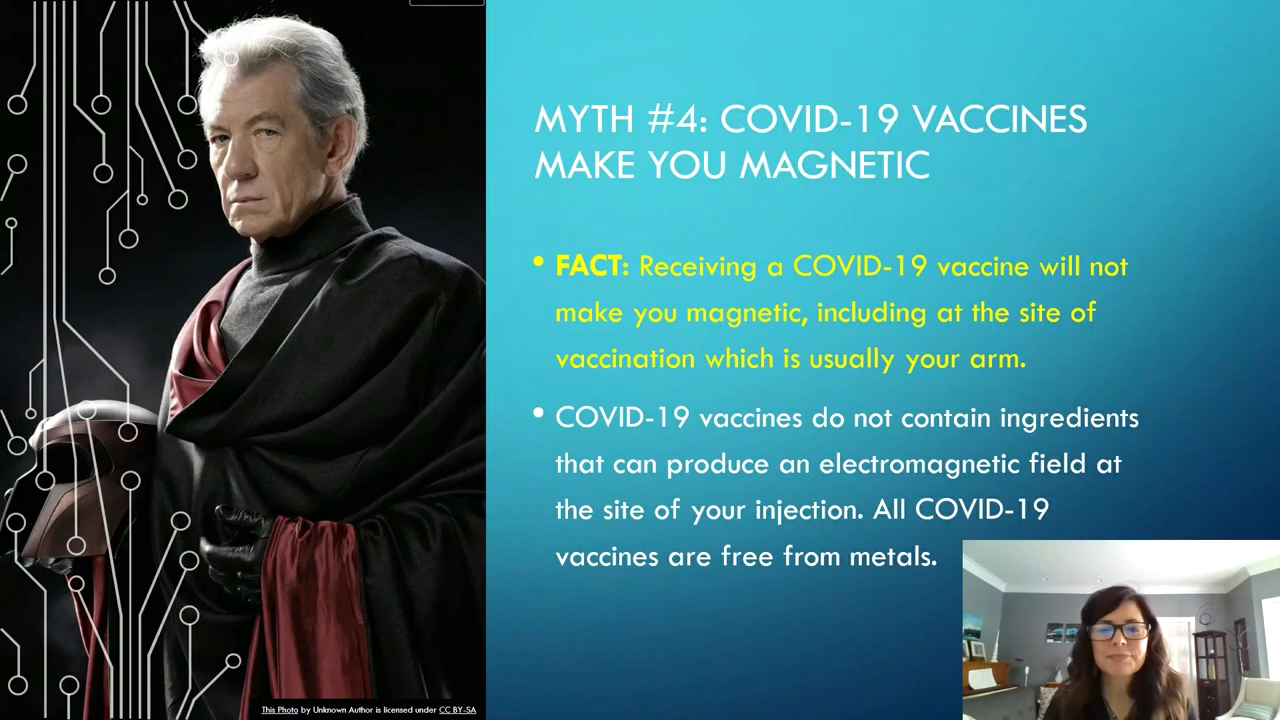 MYTH #4: COVID-19 VACCINES
MAKE YOU MAGNETIC
• FACT: Receiving a COVID-19 vaccine will not
make you magnetic, including at the site of
vaccination which is usually your arm.
• COVID-19 vaccines do not contain ingredients
that can produce an electromagnetic field at
the site of your injection. All COVID-19
vaccines are free from metals.
This Photo by Unknown Author is licensed under CC BY-SA